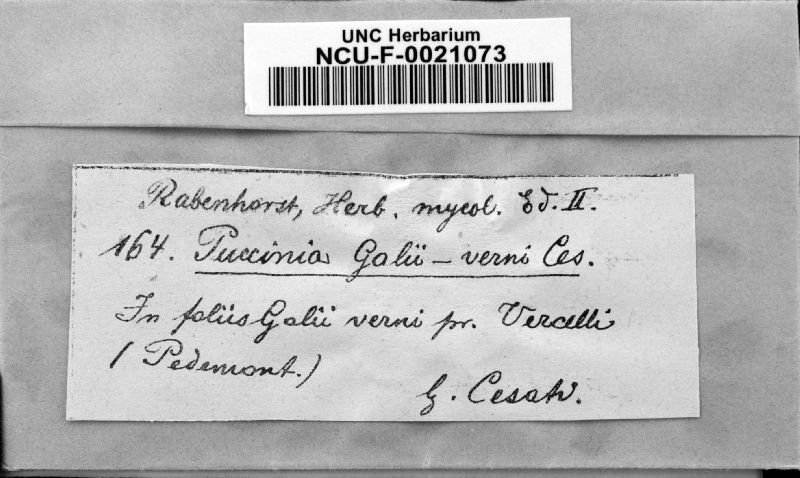 UNC Herbarium
NCU-F-0021073
Rabenhorst, Herb. mycol. Ed. II.
164. Puccinia Galii-verni Ces.
In foliis Galii verni pr. Vercelli
(Pedemont.)
G. Cesati.